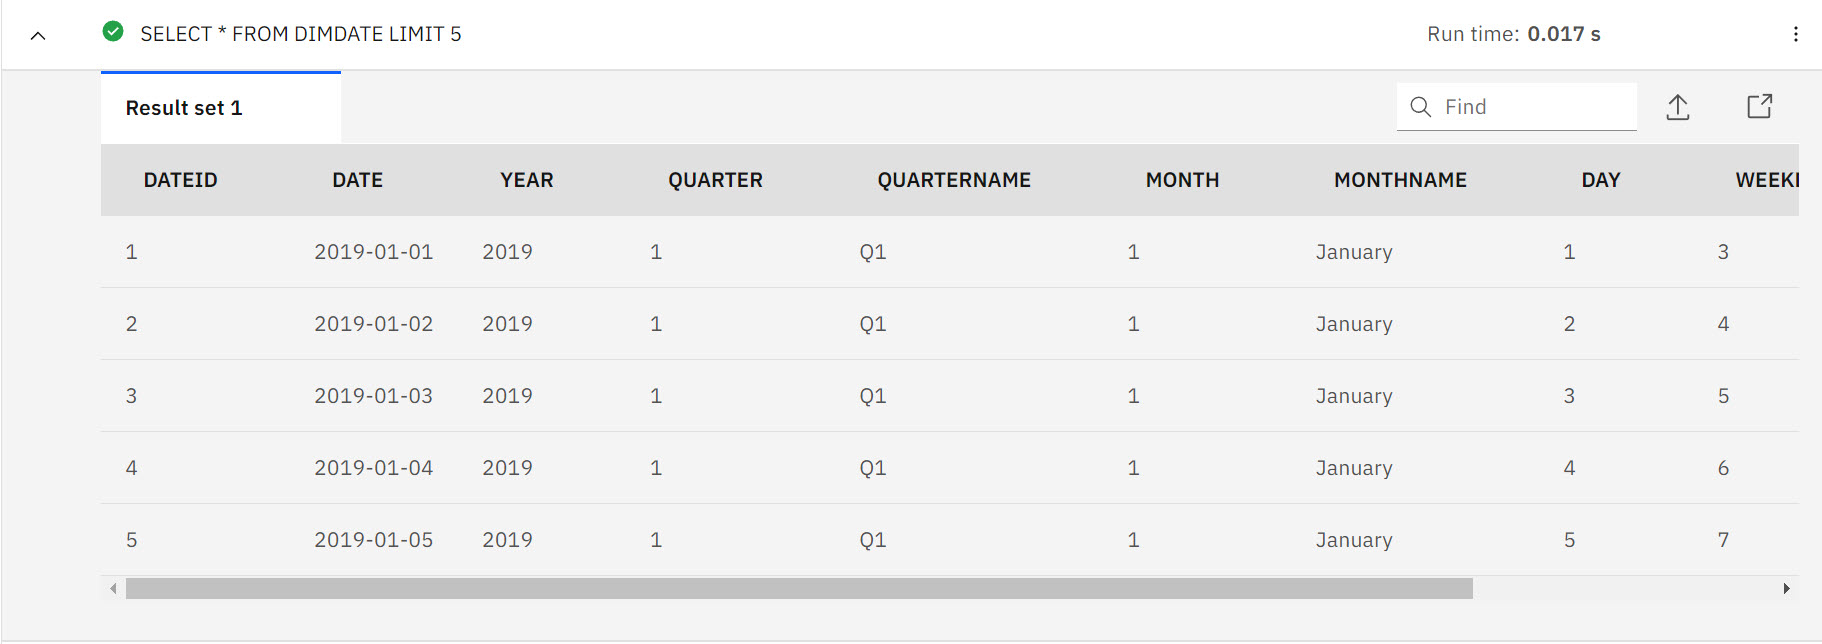 SELECT * FROM DIMDATE LIMIT 5 Run time: 0.017 s
Result set 1 Find
DATEID DATE YEAR QUARTER QUARTERNAME MONTH MONTHNAME DAY
1 2019-01-01 2019 1 Q1 1 January 1 3
2 2019-01-02 2019 1 Q1 1 January 2 4
3 2019-01-03 2019 1 Q1 1 January 3 5
4 2019-01-04 2019 1 Q1 1 January 4 6
5 2019-01-05 2019 1 Q1 1 January 5 7